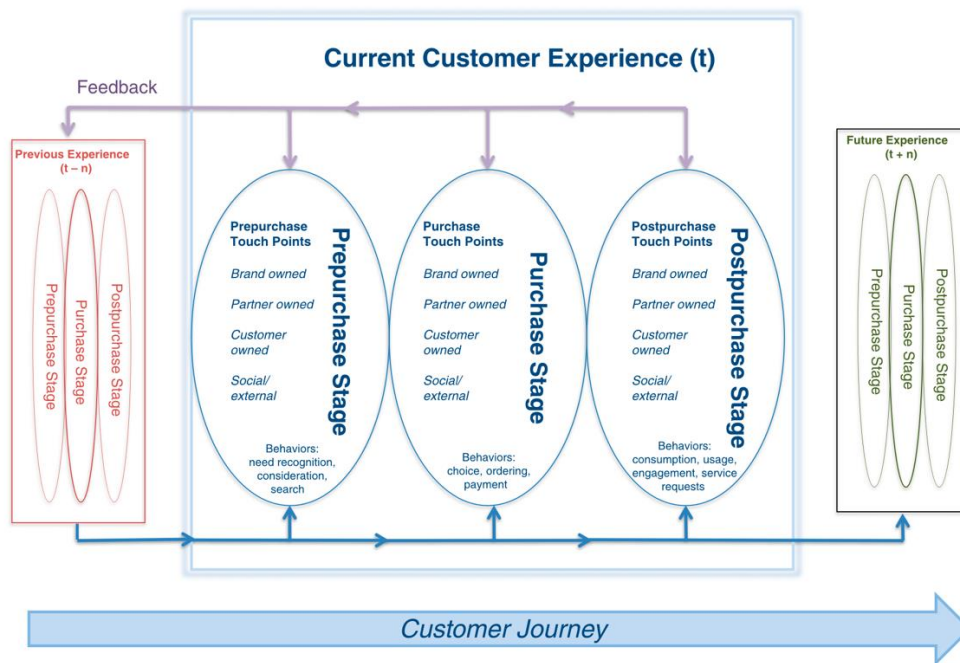 Current Customer Experience (t)
Feedback
Previous Experience
(t – n)
Prepurchase Stage
Purchase Stage
Postpurchase Stage
Prepurchase
Touch Points
Brand owned
Partner owned
Customer
owned
Social/
external
Prepurchase Stage
Behaviors:
need recognition,
consideration,
search
Purchase
Touch Points
Brand owned
Partner owned
Customer
owned
Social/
external
Purchase Stage
Behaviors:
choice, ordering,
payment
Postpurchase
Touch Points
Brand owned
Partner owned
Customer
owned
Social/
external
Postpurchase Stage
Behaviors:
consumption, usage,
engagement, service
requests
Future Experience
(t + n)
Prepurchase Stage
Purchase Stage
Postpurchase Stage
Customer Journey